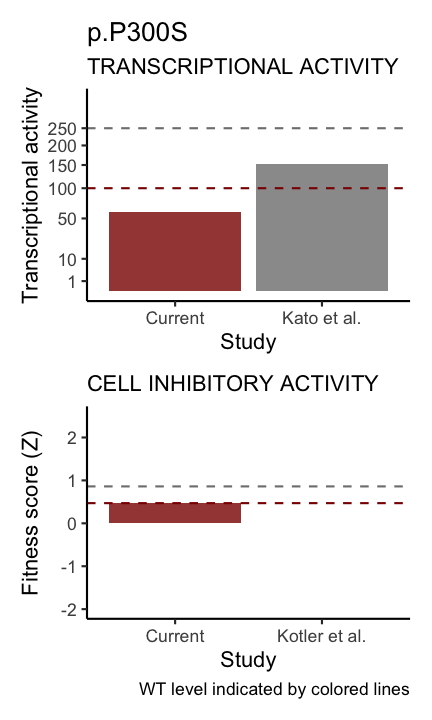 p.P300S
TRANSCRIPTIONAL ACTIVITY
Transcriptional activity
250
200
150
100
50
10
1
Current
Kato et al.
Study
CELL INHIBITORY ACTIVITY
Fitness score (Z)
2
1
0
-1
-2
Current
Kotler et al.
Study
WT level indicated by colored lines